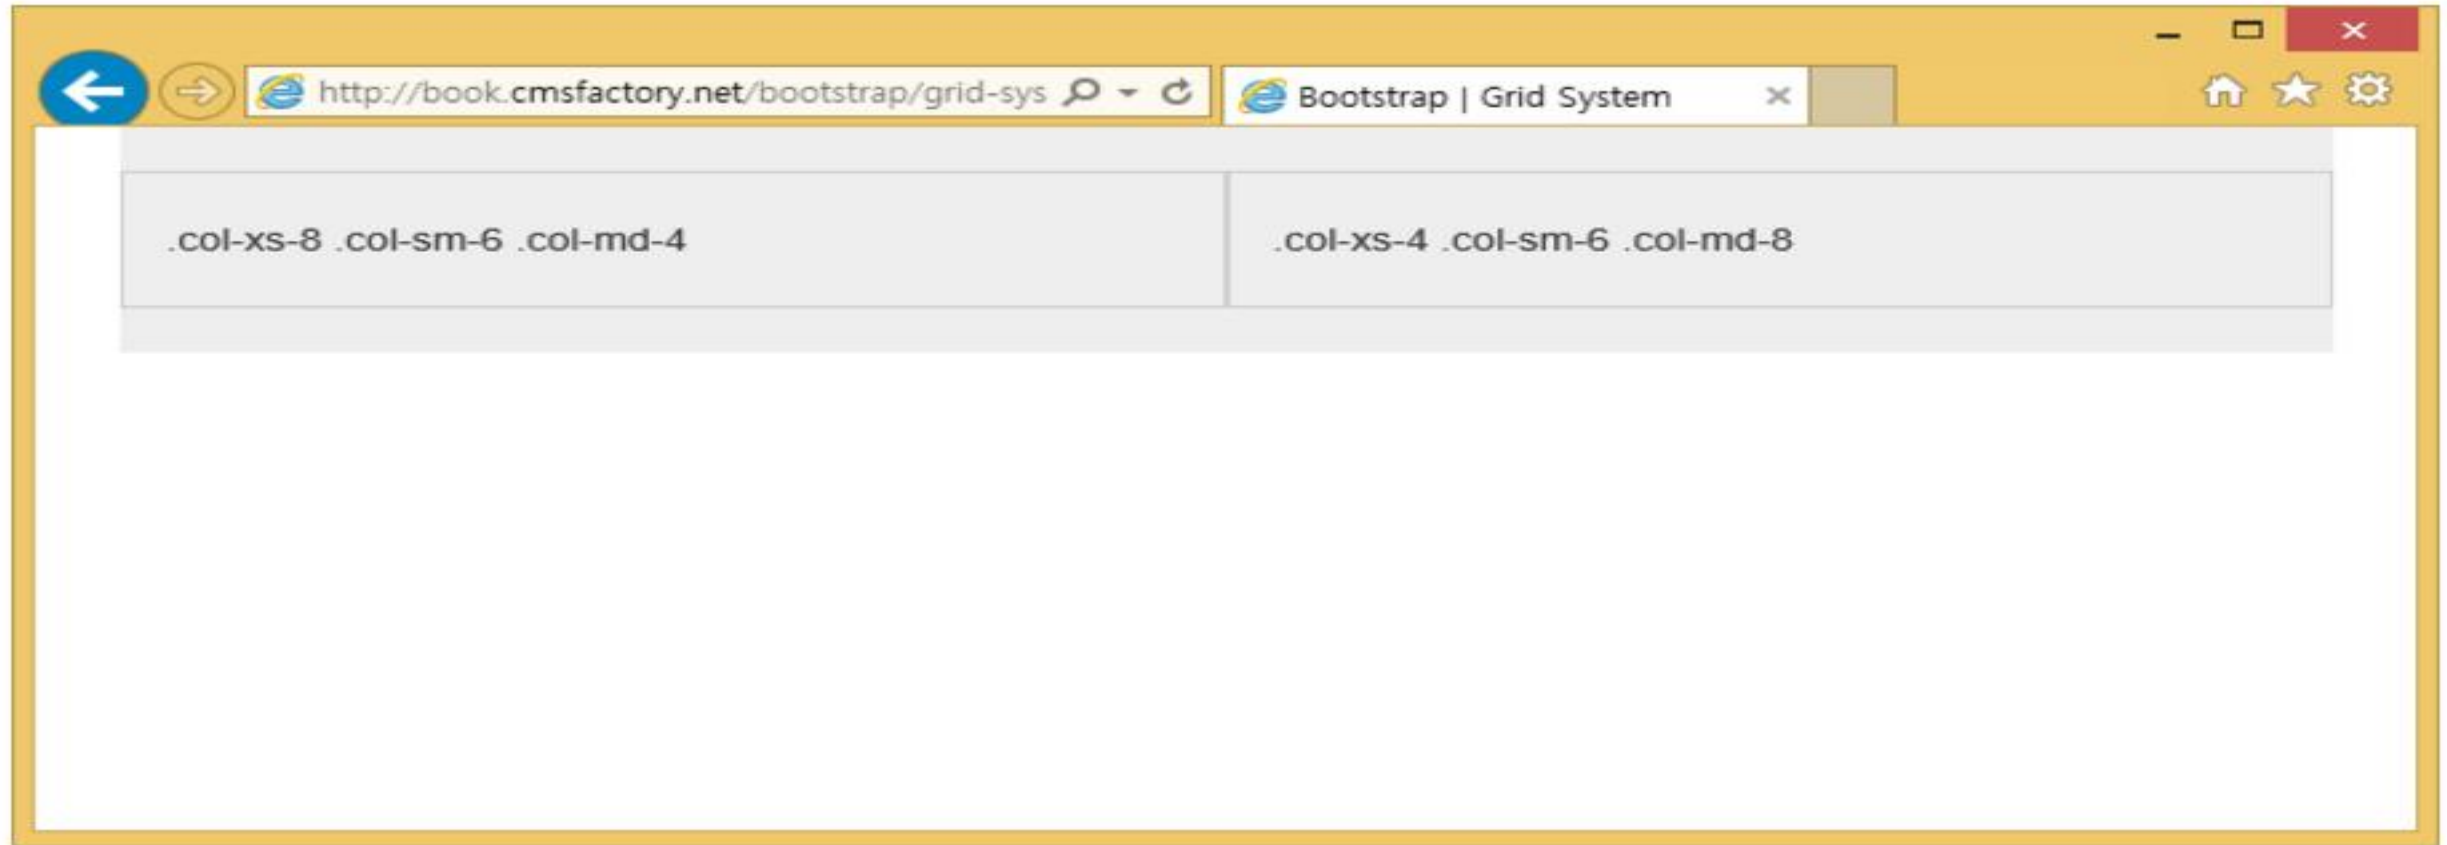 http://book.cmsfactory.net/bootstrap/grid-sys
Bootstrap | Grid System
.col-xs-8 .col-sm-6 .col-md-4
.col-xs-4 .col-sm-6 .col-md-8